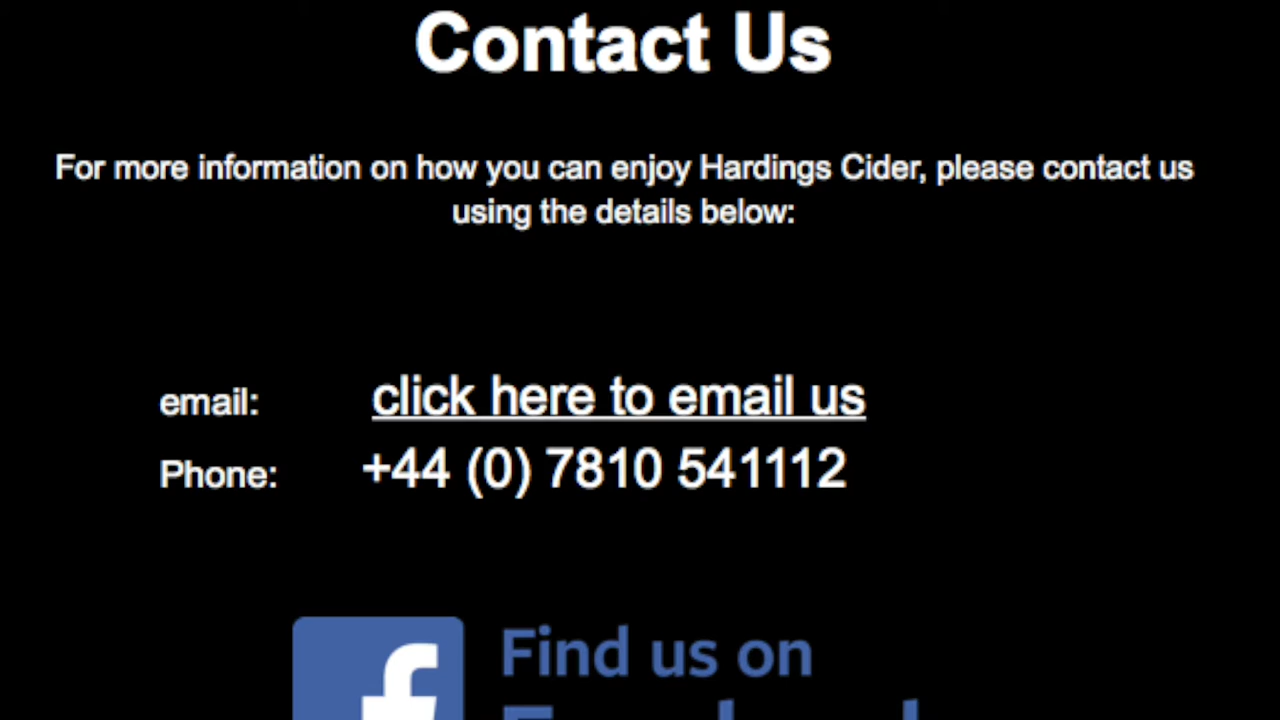 Contact Us
For more information on how you can enjoy Hardings Cider, please contact us
using the details below:
email: click here to email us
Phone: +44 (0) 7810 541112
Find us on